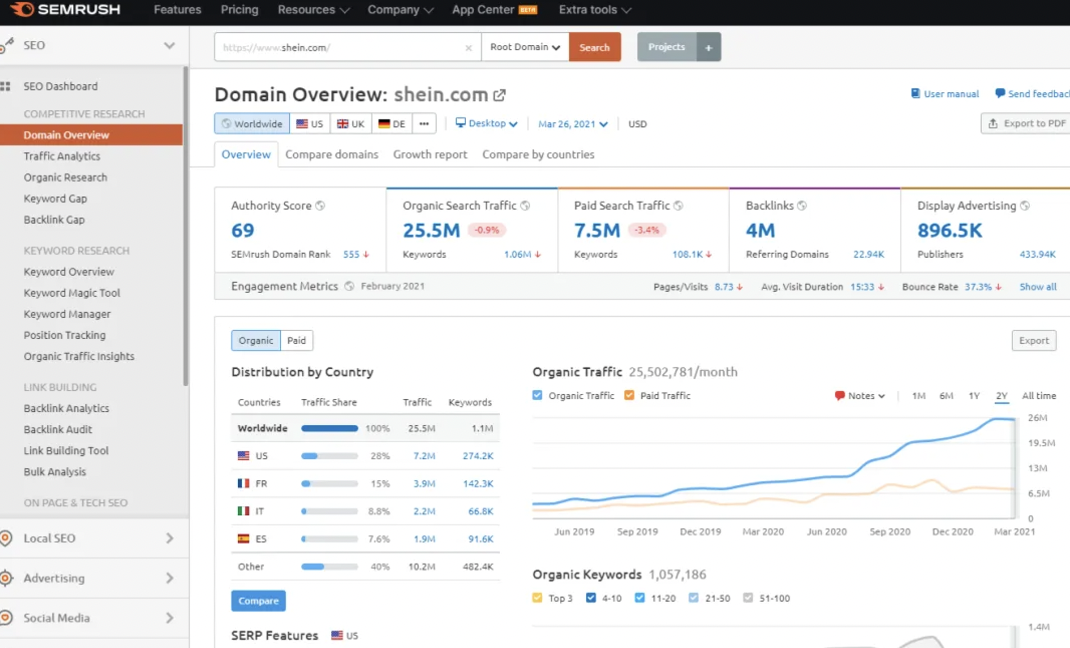 SEMRUSH Features Pricing Resources Company App Center BETA Extra tools
SEO
https://www.shein.com/ × Root Domain Search Projects +
SEO Dashboard
COMPETITIVE RESEARCH
Domain Overview
Traffic Analytics
Organic Research
Keyword Gap
Backlink Gap
KEYWORD RESEARCH
Keyword Overview
Keyword Magic Tool
Keyword Manager
Position Tracking
Organic Traffic Insights
LINK BUILDING
Backlink Analytics
Backlink Audit
Link Building Tool
Bulk Analysis
ON PAGE & TECH SEO
Local SEO
Advertising
Social Media
Domain Overview: shein.com
User manual Send feedback
Worldwide US UK DE ••• Desktop Mar 26, 2021 USD
Export to PDF
Overview Compare domains Growth report Compare by countries
Authority Score
69
SEMrush Domain Rank 555 ↓
Organic Search Traffic
25.5M -0.9%
Keywords 1.06M ↓
Paid Search Traffic
7.5M -3.4%
Keywords 108.1K ↓
Backlinks
4M
Referring Domains 22.94K
Display Advertising
896.5K
Publishers 433.94K
Engagement Metrics February 2021 Pages/Visits 8.73 ↓ Avg. Visit Duration 15:33 ↓ Bounce Rate 37.3% ↓ Show all
Organic Paid
Export
Distribution by Country
Countries Traffic Share Traffic Keywords
Worldwide 100% 25.5M 1.1M
US 28% 7.2M 274.2K
FR 15% 3.9M 142.3K
IT 8.8% 2.2M 66.8K
ES 7.6% 1.9M 91.6K
Other 40% 10.2M 482.4K
Compare
SERP Features US
Organic Traffic 25,502,781/month
Organic Traffic Paid Traffic
Notes 1M 6M 1Y 2Y All time
26M
19.5M
13M
6.5M
0
Jun 2019 Sep 2019 Dec 2019 Mar 2020 Jun 2020 Sep 2020 Dec 2020 Mar 2021
Organic Keywords 1,057,186
Top 3 4-10 11-20 21-50 51-100
1.4M